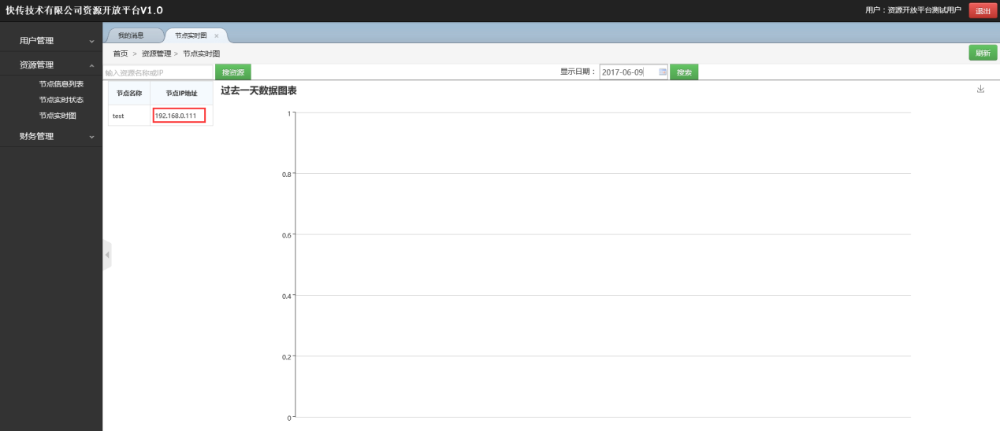 快传技术有限公司资源开放平台V1.0
用户：资源开放平台测试用户 退出
用户管理
资源管理
节点信息列表
节点实时状态
节点实时图
财务管理
我的消息 节点实时图 ×
首页 > 资源管理 > 节点实时图
刷新
输入资源名称或IP 搜资源
显示日期： 2017-06-09 搜索
节点名称 节点IP地址
test 192.168.0.111
过去一天数据图表
1
0.8
0.6
0.4
0.2
0